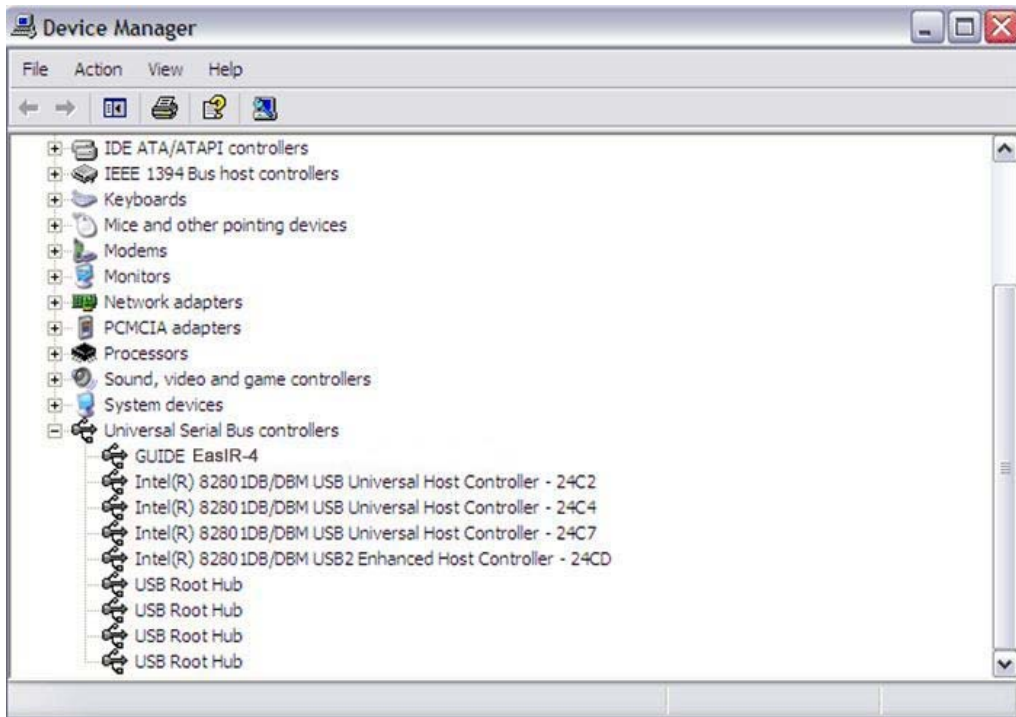 Device Manager
File Action View Help
IDE ATA/ATAPI controllers
IEEE 1394 Bus host controllers
Keyboards
Mice and other pointing devices
Modems
Monitors
Network adapters
PCMCIA adapters
Processors
Sound, video and game controllers
System devices
Universal Serial Bus controllers
GUIDE EasIR-4
Intel(R) 82801DB/DBM USB Universal Host Controller - 24C2
Intel(R) 82801DB/DBM USB Universal Host Controller - 24C4
Intel(R) 82801DB/DBM USB Universal Host Controller - 24C7
Intel(R) 82801DB/DBM USB2 Enhanced Host Controller - 24CD
USB Root Hub
USB Root Hub
USB Root Hub
USB Root Hub